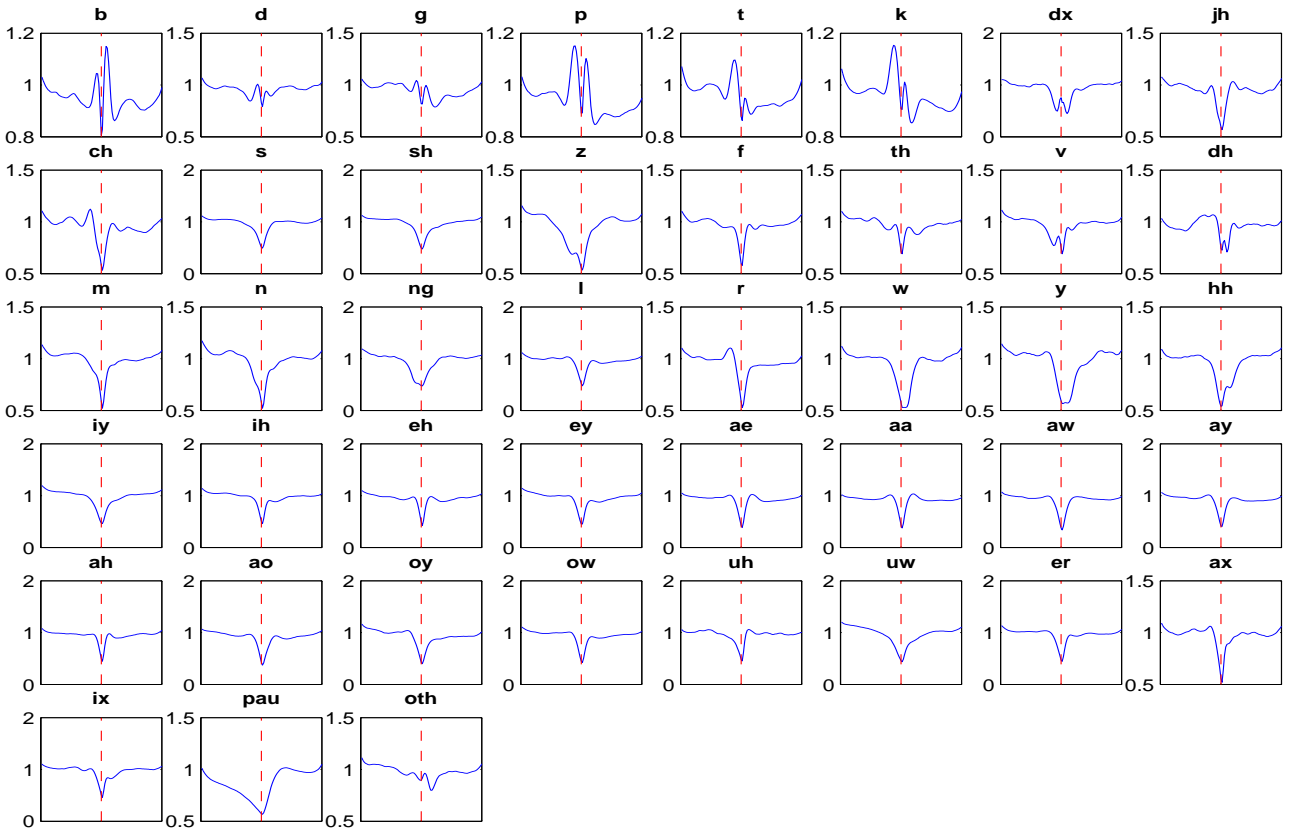 b d g p t k dx jh
1.2 1.5 1.5 1.2 1.2 1.2 2 1.5
1 1 1 1 1 1 1 1
0.8 0.5 0.5 0.8 0.8 0.8 0 0.5
ch s sh z f th v dh
1.5 2 2 1.5 1.5 1.5 1.5 1.5
1 1 1 1 1 1 1 1
0.5 0 0 0.5 0.5 0.5 0.5 0.5
m n ng l r w y hh
1.5 1.5 2 2 1.5 1.5 1.5 1.5
1 1 1 1 1 1 1 1
0.5 0.5 0 0 0.5 0.5 0.5 0.5
iy ih eh ey ae aa aw ay
2 2 2 2 2 2 2 2
1 1 1 1 1 1 1 1
0 0 0 0 0 0 0 0
ah ao oy ow uh uw er ax
2 2 2 2 2 2 2 1.5
1 1 1 1 1 1 1 1
0 0 0 0 0 0 0 0.5
ix pau oth
2 1.5 1.5
1 1 1
0 0.5 0.5